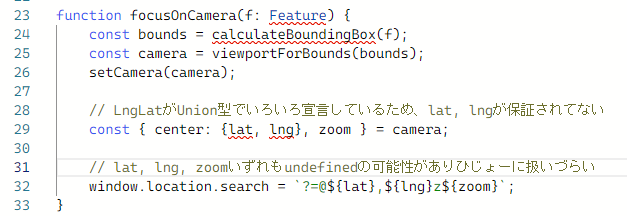 23 function focusOnCamera(f: Feature) {
24 const bounds = calculateBoundingBox(f);
25 const camera = viewportForBounds(bounds);
26 setCamera(camera);
27
28 // LngLatがUnion型でいろいろ宣言しているため、lat, lngが保証されてない
29 const { center: {lat, lng}, zoom } = camera;
30
31 // lat, lng, zoomいずれもundefinedの可能性がありひじょーに扱いづらい
32 window.location.search = `?=@${lat},${lng}z${zoom}`;
33 }